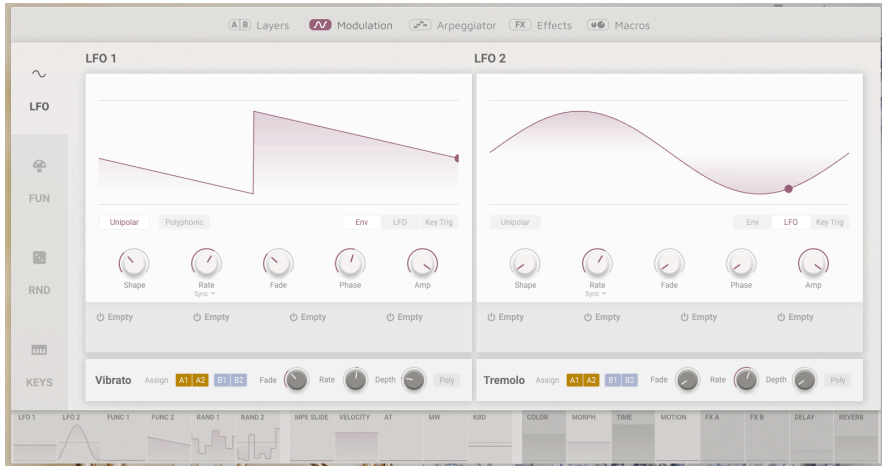 A B Layers Modulation Arpeggiator FX Effects Macros
LFO 1 LFO 2
LFO
FUN
RND
KEYS
Unipolar Polyphonic Env LFO Key Trig
Unipolar Env LFO Key Trig
Shape Rate Fade Phase Amp
Sync
Shape Rate Fade Phase Amp
Sync
Empty Empty Empty Empty
Empty Empty Empty Empty
Vibrato Assign A1 A2 B1 B2 Fade Rate Depth Poly
Tremolo Assign A1 A2 B1 B2 Fade Rate Depth Poly
LFO 1 LFO 2 FUNC 1 FUNC 2 RAND 1 RAND 2 MPE SLIDE VELOCITY AT MW KBD COLOR MORPH TIME MOTION FX A FX B DELAY REVERB